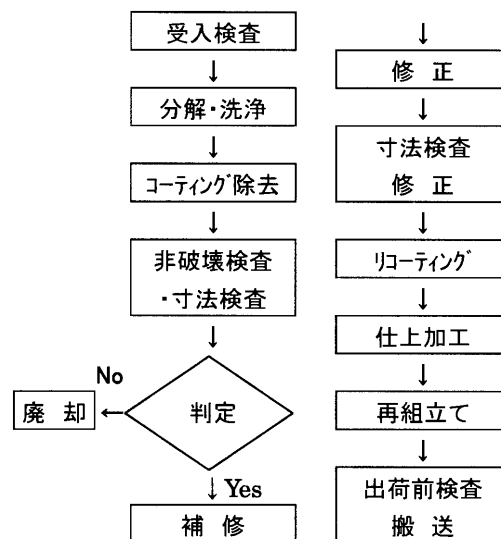 受入検査
分解・洗浄
コーティング除去
非破壊検査
・寸法検査
No
廃却
判定
Yes
補修
修正
寸法検査
修正
リコーティング
仕上加工
再組立て
出荷前検査
搬送